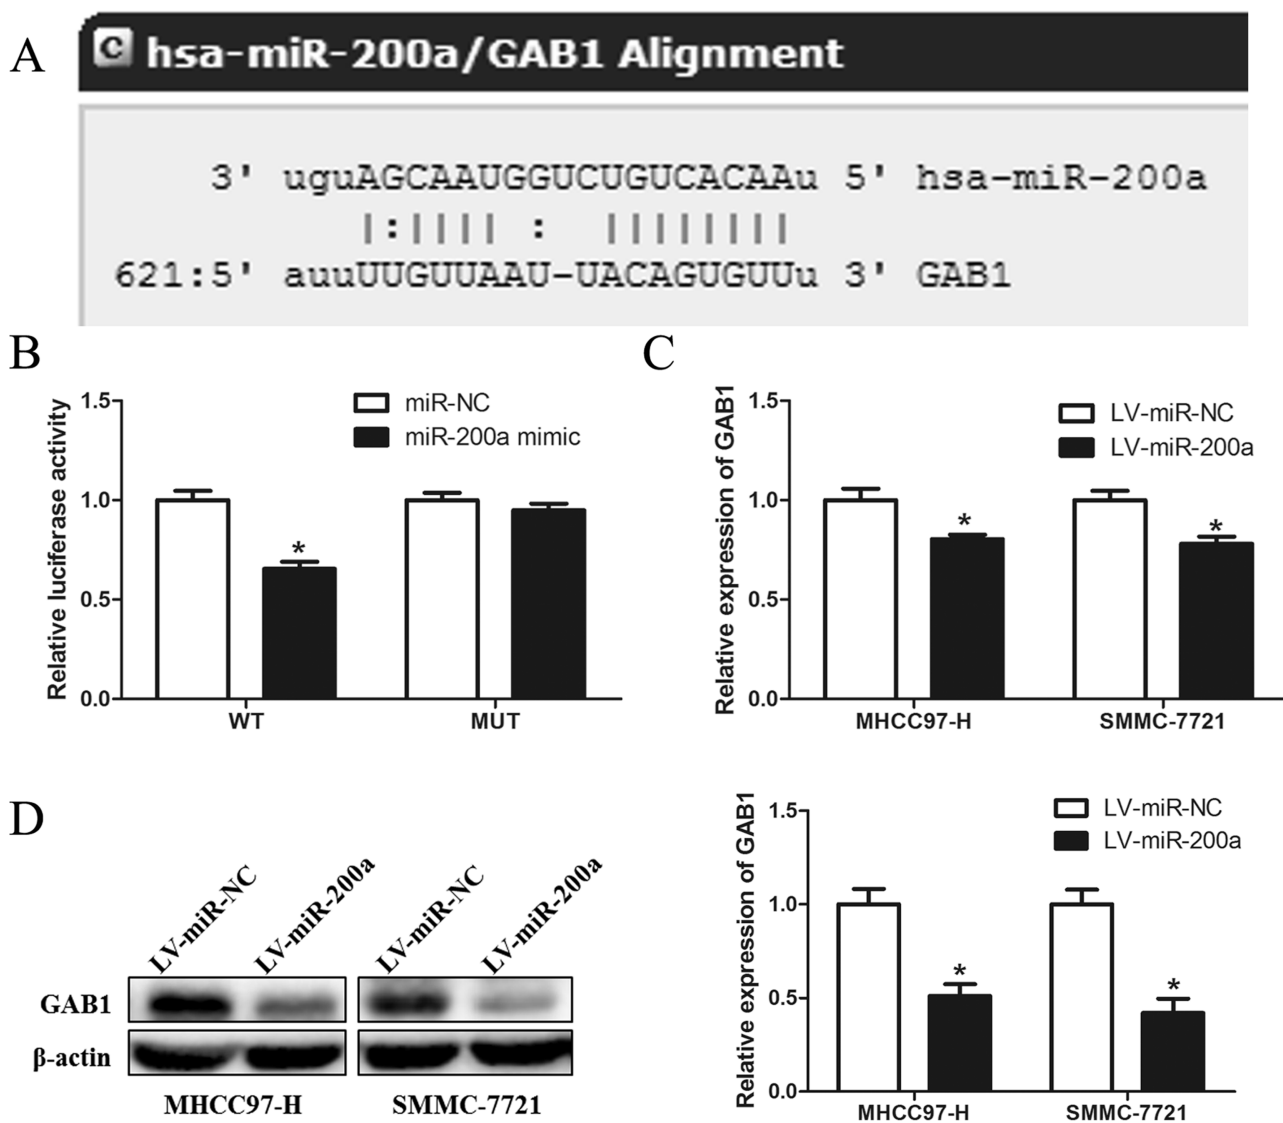 A
C hsa-miR-200a/GAB1 Alignment
3' uguAGCAAUGGUCUGUCACAAu 5' hsa-miR-200a
|:|||| : ||||||||
621:5' auuUUGUUAAU-UACAGUGUUu 3' GAB1
B
Relative luciferase activity
1.5
1.0
0.5
0.0
miR-NC
miR-200a mimic
*
WT
MUT
C
Relative expression of GAB1
1.5
1.0
0.5
0.0
LV-miR-NC
LV-miR-200a
*
*
MHCC97-H
SMMC-7721
D
LV-miR-NC
LV-miR-200a
LV-miR-NC
LV-miR-200a
GAB1
β-actin
MHCC97-H
SMMC-7721
Relative expression of GAB1
1.5
1.0
0.5
0.0
LV-miR-NC
LV-miR-200a
*
*
MHCC97-H
SMMC-7721